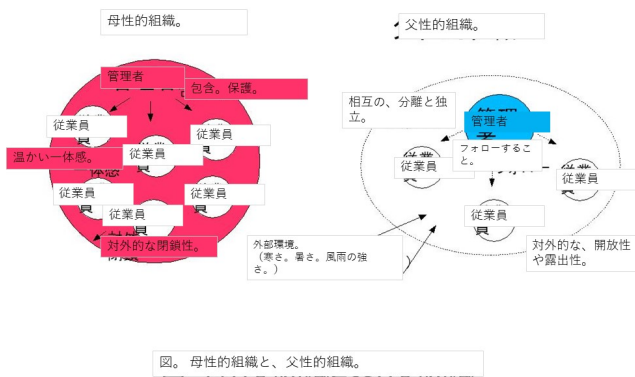 母性的組織。
父性的組織。
管理者
包含。保護。
従業員
従業員
従業員
温かい一体感。
従業員
従業員
従業員
対外的な閉鎖性。
相互の、分離と独
立。
管理者
フォローするこ
と。
従業員
従業員
従業員
外部環境。
（寒さ。暑さ。風雨の強
さ。）
対外的な、開放性
や露出性。
図。 母性的組織と、父性的組織。